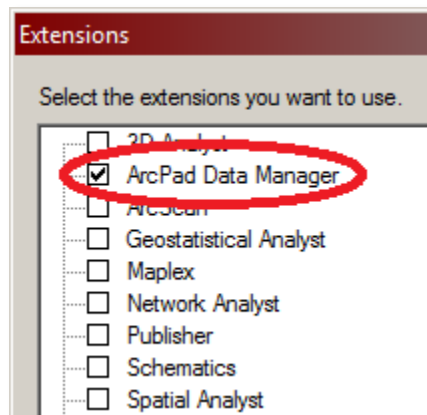 Extensions
Select the extensions you want to use.
3D Analyst
ArcPad Data Manager
ArcScan
Geostatistical Analyst
Maplex
Network Analyst
Publisher
Schematics
Spatial Analyst